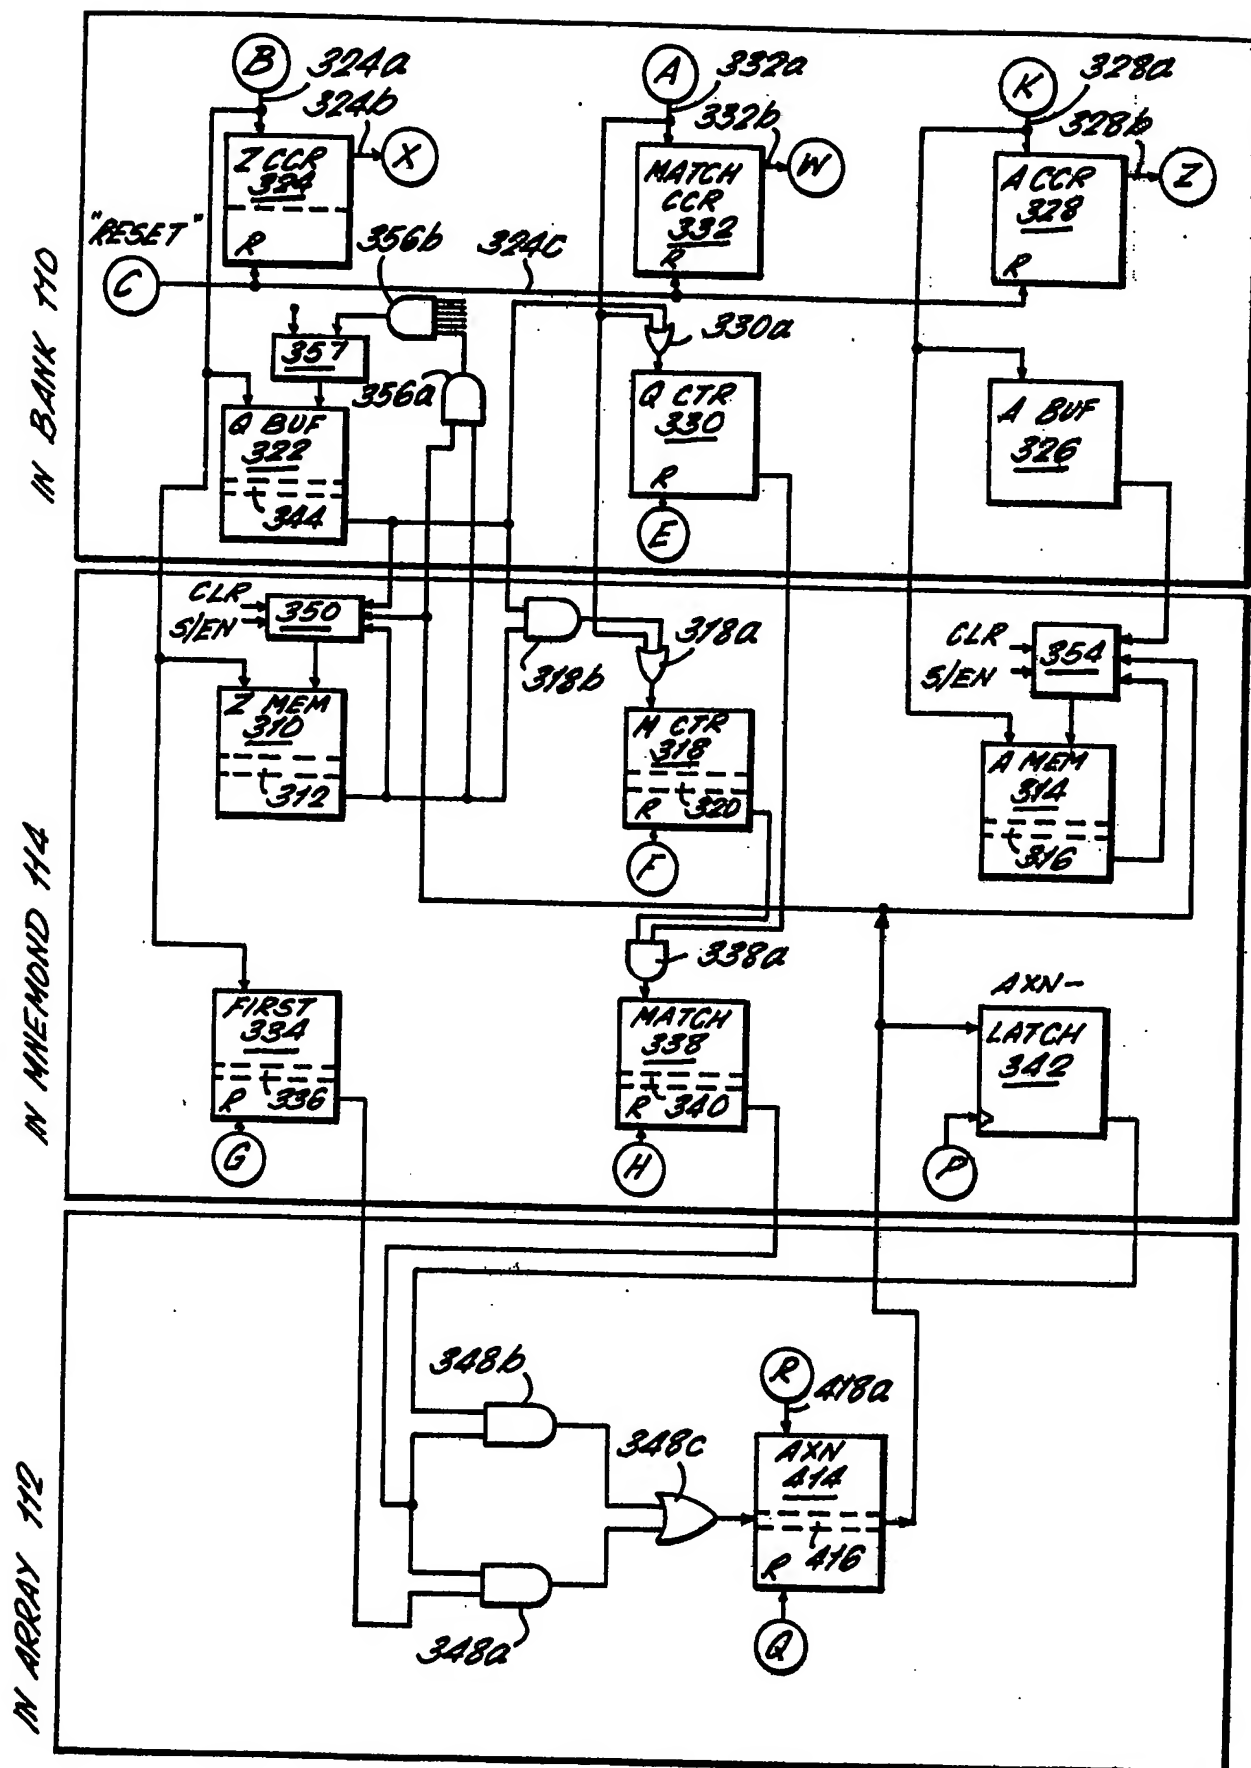 IN BANK 110
B
324a
324b
X
Z CCR
324
R
"RESET"
C
356b
324c
A
332a
332b
W
MATCH
CCR
332
R
K
328a
328b
Z
A CCR
328
R
357
356a
330a
Q BUF
322
344
Q CTR
330
R
E
A BUF
326
IN MNEMOND 114
CLR
S/EN
350
318b
318a
CLR
S/EN
354
Z MEM
310
312
M CTR
318
320
R
F
A MEM
314
316
338a
FIRST
334
336
R
G
MATCH
338
340
R
H
AXN-
LATCH
342
P
IN ARRAY 112
348b
348c
348a
R
418a
AXN
414
416
R
Q